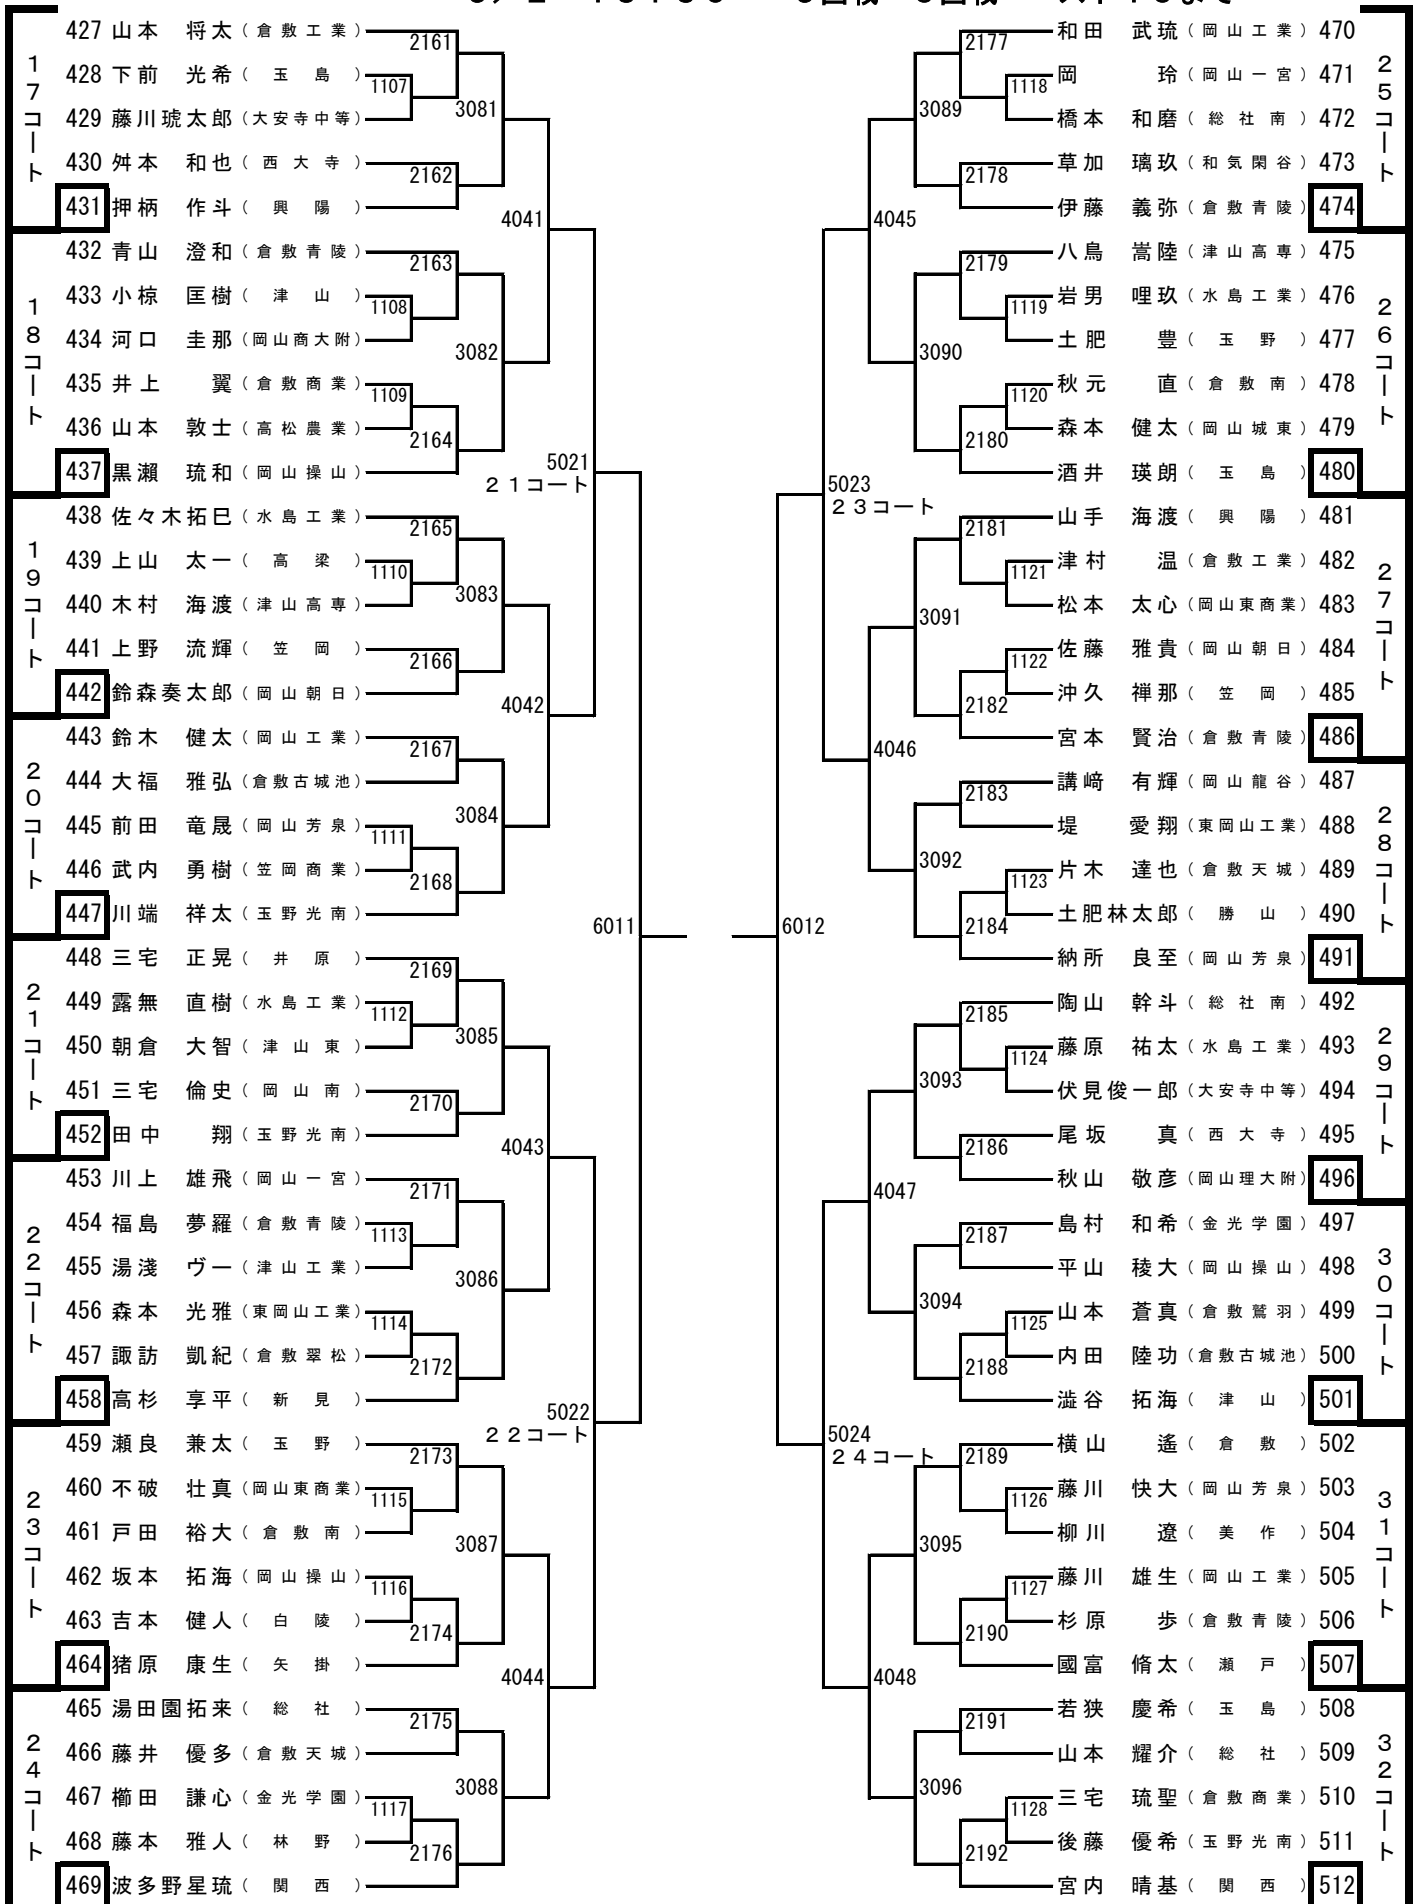 17コート
427 山本 将太（倉敷工業）
428 下前 光希（玉島）
429 藤川琥太郎（大安寺中等）
430 舛本 和也（西大寺）
431 押柄 作斗（興陽）
18コート
432 青山 澄和（倉敷青陵）
433 小椋 匡樹（津山）
434 河口 圭那（岡山商大附）
435 井上 翼（倉敷商業）
436 山本 敦士（高松農業）
437 黒瀬 琉和（岡山操山）
19コート
438 佐々木拓巳（水島工業）
439 上山 太一（高梁）
440 木村 海渡（津山高専）
441 上野 流輝（笠岡）
442 鈴森奏太郎（岡山朝日）
20コート
443 鈴木 健太（岡山工業）
444 大福 雅弘（倉敷古城池）
445 前田 竜晟（岡山芳泉）
446 武内 勇樹（笠岡商業）
447 川端 祥太（玉野光南）
21コート
448 三宅 正晃（井原）
449 露無 直樹（水島工業）
450 朝倉 大智（津山東）
451 三宅 倫史（岡山南）
452 田中 翔（玉野光南）
22コート
453 川上 雄飛（岡山一宮）
454 福島 夢羅（倉敷青陵）
455 湯淺 ヴ一（津山工業）
456 森本 光雅（東岡山工業）
457 諏訪 凱紀（倉敷翠松）
458 高杉 享平（新見）
23コート
459 瀬良 兼太（玉野）
460 不破 壮真（岡山東商業）
461 戸田 裕大（倉敷南）
462 坂本 拓海（岡山操山）
463 吉本 健人（白陵）
464 猪原 康生（矢掛）
24コート
465 湯田園拓来（総社）
466 藤井 優多（倉敷天城）
467 櫛田 謙心（金光学園）
468 藤本 雅人（林野）
469 波多野星琉（関西）
1107
1108
1109
1110
1111
1112
1113
1114
1115
1116
1117
2161
2162
2163
2164
2165
2166
2167
2168
2169
2170
2171
2172
2173
2174
2175
2176
3081
3082
3083
3084
3085
3086
3087
3088
4041
4042
4043
4044
5021
21コート
5022
22コート
6011
6012
5023
23コート
5024
24コート
4045
4046
4047
4048
3089
3090
3091
3092
3093
3094
3095
3096
2177
2178
2179
2180
2181
2182
2183
2184
2185
2186
2187
2188
2189
2190
2191
2192
1118
1119
1120
1121
1122
1123
1124
1125
1126
1127
1128
25コート
和田 武琉（岡山工業）470
岡 玲（岡山一宮）471
橋本 和磨（総社南）472
草加 璃玖（和気閑谷）473
伊藤 義弥（倉敷青陵）474
26コート
八鳥 嵩陸（津山高専）475
岩男 哩玖（水島工業）476
土肥 豊（玉野）477
秋元 直（倉敷南）478
森本 健太（岡山城東）479
酒井 瑛朗（玉島）480
27コート
山手 海渡（興陽）481
津村 温（倉敷工業）482
松本 太心（岡山東商業）483
佐藤 雅貴（岡山朝日）484
沖久 禅那（笠岡）485
宮本 賢治（倉敷青陵）486
28コート
講﨑 有輝（岡山龍谷）487
堤 愛翔（東岡山工業）488
片木 達也（倉敷天城）489
土肥林太郎（勝山）490
納所 良至（岡山芳泉）491
29コート
陶山 幹斗（総社南）492
藤原 祐太（水島工業）493
伏見俊一郎（大安寺中等）494
尾坂 真（西大寺）495
秋山 敬彦（岡山理大附）496
30コート
島村 和希（金光学園）497
平山 稜大（岡山操山）498
山本 蒼真（倉敷鷲羽）499
内田 陸功（倉敷古城池）500
澁谷 拓海（津山）501
31コート
横山 遙（倉敷）502
藤川 快大（岡山芳泉）503
柳川 遼（美作）504
藤川 雄生（岡山工業）505
杉原 歩（倉敷青陵）506
國富 脩太（瀬戸）507
32コート
若狭 慶希（玉島）508
山本 耀介（総社）509
三宅 琉聖（倉敷商業）510
後藤 優希（玉野光南）511
宮内 晴基（関西）512